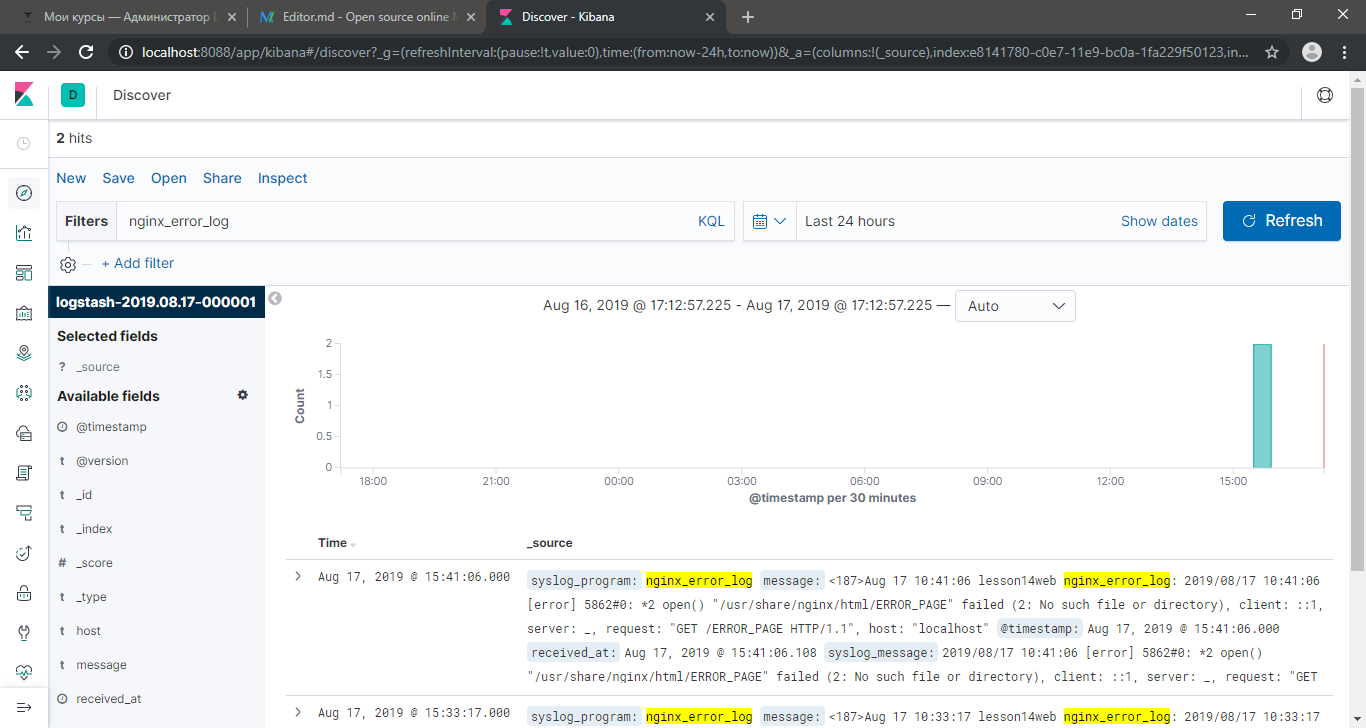 Мои курсы — Администратор L
Editor.md - Open source online M
Discover - Kibana
localhost:8088/app/kibana#/discover?_g=(refreshInterval:(pause:!t,value:0),time:(from:now-24h,to:now))&_a=(columns:!(_source),index:e8141780-c0e7-11e9-bc0a-1fa229f50123,in...
D
Discover
2 hits
New Save Open Share Inspect
Filters nginx_error_log KQL Last 24 hours Show dates Refresh
+ Add filter
logstash-2019.08.17-000001
Selected fields
? _source
Available fields
@timestamp
t @version
t _id
t _index
# _score
t _type
t host
t message
received_at
Aug 16, 2019 @ 17:12:57.225 - Aug 17, 2019 @ 17:12:57.225 — Auto
2
1.5
1
0.5
0
Count
18:00 21:00 00:00 03:00 06:00 09:00 12:00 15:00
@timestamp per 30 minutes
Time _source
Aug 17, 2019 @ 15:41:06.000 syslog_program: nginx_error_log message: <187>Aug 17 10:41:06 lesson14web nginx_error_log: 2019/08/17 10:41:06
[error] 5862#0: *2 open() "/usr/share/nginx/html/ERROR_PAGE" failed (2: No such file or directory), client: ::1,
server: _, request: "GET /ERROR_PAGE HTTP/1.1", host: "localhost" @timestamp: Aug 17, 2019 @ 15:41:06.000
received_at: Aug 17, 2019 @ 15:41:06.108 syslog_message: 2019/08/17 10:41:06 [error] 5862#0: *2 open()
"/usr/share/nginx/html/ERROR_PAGE" failed (2: No such file or directory), client: ::1, server: _, request: "GET
Aug 17, 2019 @ 15:33:17.000 syslog_program: nginx_error_log message: <187>Aug 17 10:33:17 lesson14web nginx_error_log: 2019/08/17 10:33:17